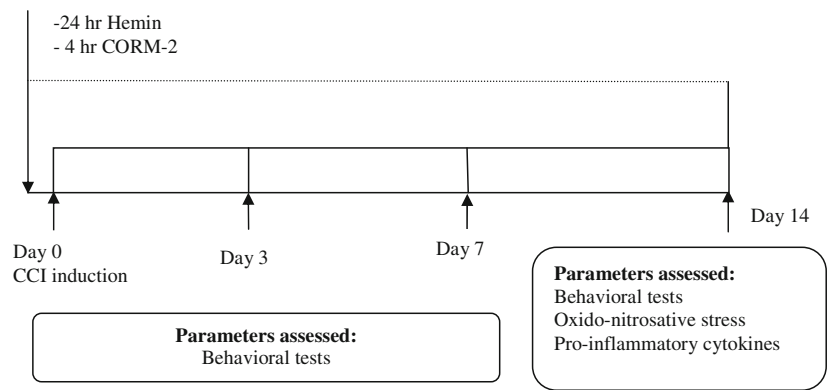 -24 hr Hemin
- 4 hr CORM-2
Day 0
CCI induction
Day 3
Day 7
Day 14
Parameters assessed:
Behavioral tests
Parameters assessed:
Behavioral tests
Oxido-nitrosative stress
Pro-inflammatory cytokines